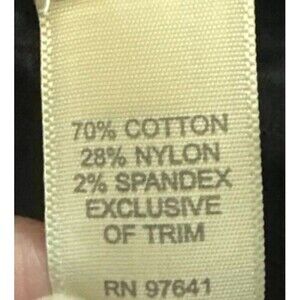 70% COTTON
28% NYLON
2% SPANDEX
EXCLUSIVE
OF TRIM
RN 97641